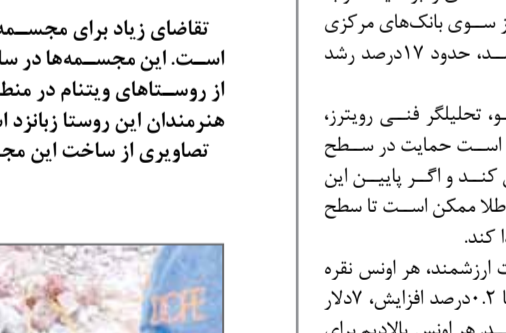 ز سوی بانک‌های مرکزی
حدود ۱۷درصد رشد
تحلیلگر فنی رویترز،
است حمایت در سطح
کند و اگر پایین این
طلا ممکن است تا سطح
کند.
ت ارزشمند، هر اونس نقره
۰.۲درصد افزایش، ۷دلار
هر اونس پالادیم برای
تقاضای زیاد برای مجسمه
است. این مجسمه‌ها در سا
از روستاهای ویتنام در منط
هنرمندان این روستا زبانزد ا
تصاویری از ساخت این مج